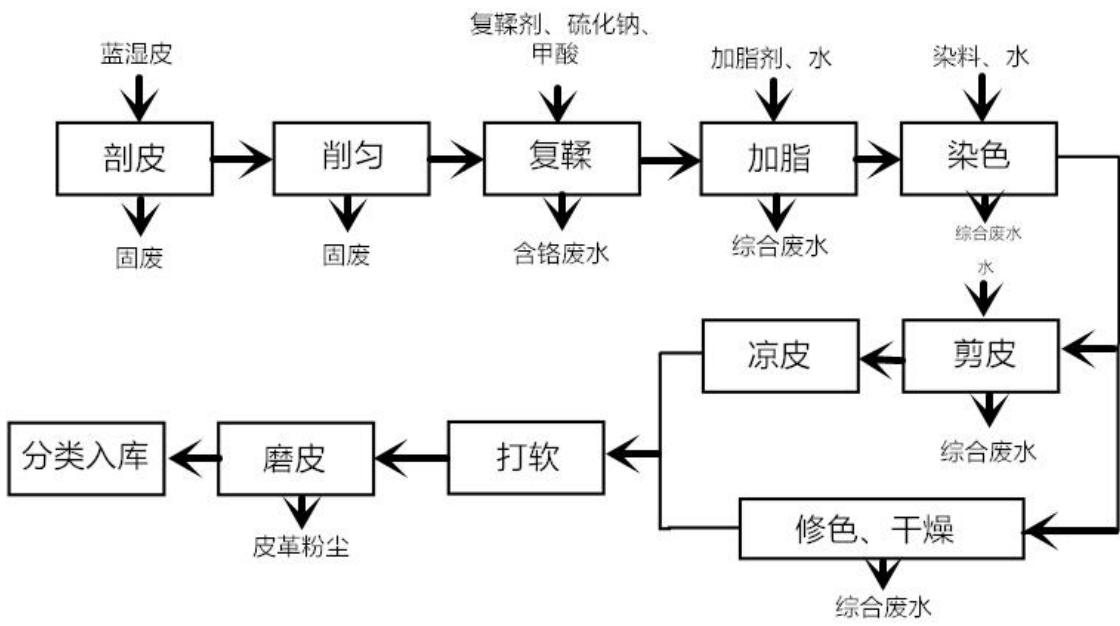 复鞣剂、硫化钠、
甲酸
蓝湿皮
加脂剂、水
染料、水
剖皮
削匀
复鞣
加脂
染色
固废
固废
含铬废水
综合废水
综合废水
水
凉皮
剪皮
综合废水
分类入库
磨皮
打软
皮革粉尘
修色、干燥
综合废水